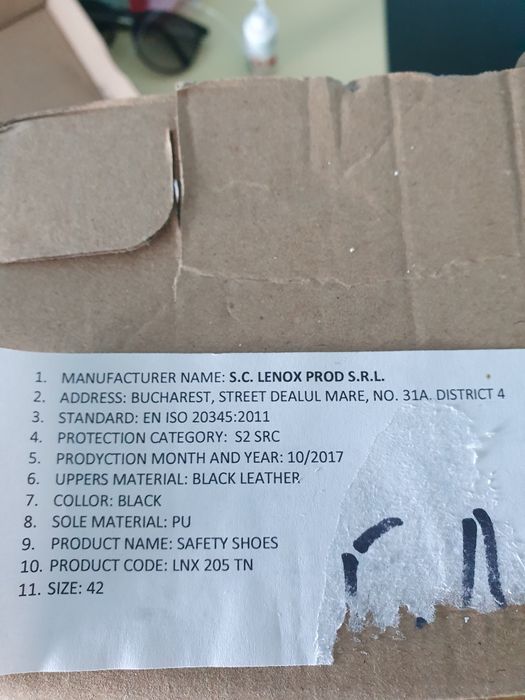 1. MANUFACTURER NAME: S.C. LENOX PROD S.R.L.
2. ADDRESS: BUCHAREST, STREET DEALUL MARE, NO. 31A. DISTRICT 4
3. STANDARD: EN ISO 20345:2011
4. PROTECTION CATEGORY: S2 SRC
5. PRODYCTION MONTH AND YEAR: 10/2017
6. UPPERS MATERIAL: BLACK LEATHER
7. COLLOR: BLACK
8. SOLE MATERIAL: PU
9. PRODUCT NAME: SAFETY SHOES
10. PRODUCT CODE: LNX 205 TN
11. SIZE: 42